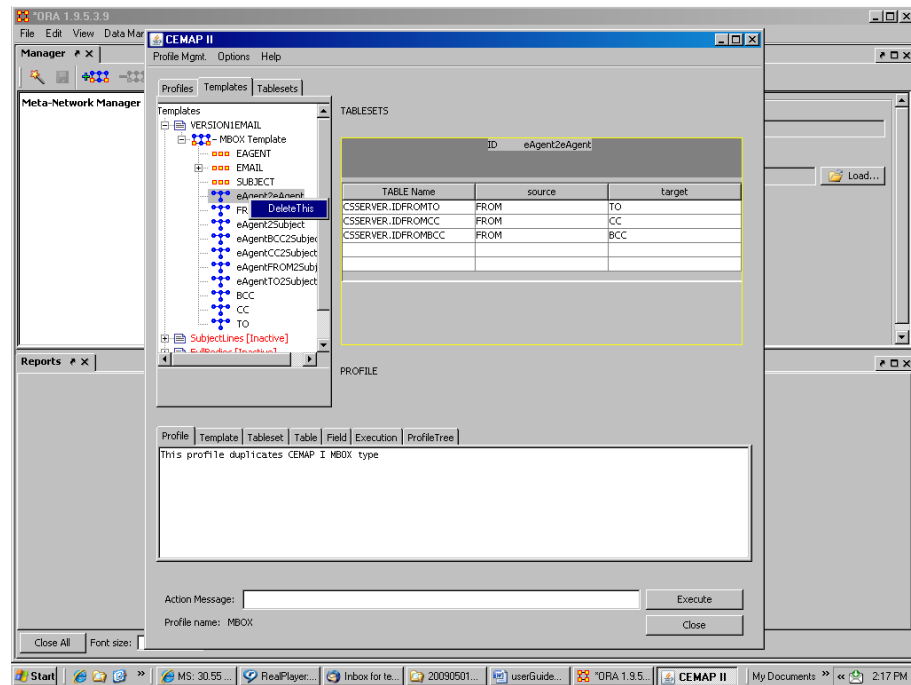 *ORA 1.9.5.3.9
File Edit View Data Mar
Manager
Meta-Network Manager
Load...
CEMAP II
Profile Mgmt. Options Help
Profiles Templates Tablesets
Templates
VERSION1EMAIL
MBOX Template
EAGENT
EMAIL
SUBJECT
eAgent2eAgent
FR
DeleteThis
eAgent2Subject
eAgentBCC2Subjec
eAgentCC2Subject
eAgentFROM2Subj
eAgentTO2Subject
BCC
CC
TO
SubjectLines [Inactive]
TABLESETS
ID eAgent2eAgent
TABLE Name source target
CSSERVER.IDFROMTO FROM TO
CSSERVER.IDFROMCC FROM CC
CSSERVER.IDFROMBCC FROM BCC
PROFILE
Profile Template Tableset Table Field Execution ProfileTree
This profile duplicates CEMAP I MBOX type
Action Message:
Execute
Profile name: MBOX
Close
Reports
Close All Font size:
Start » MS: 30.55 ... RealPlayer:... Inbox for te... 20090501... userGuide... *ORA 1.9.5... CEMAP II My Documents » « 2:17 PM